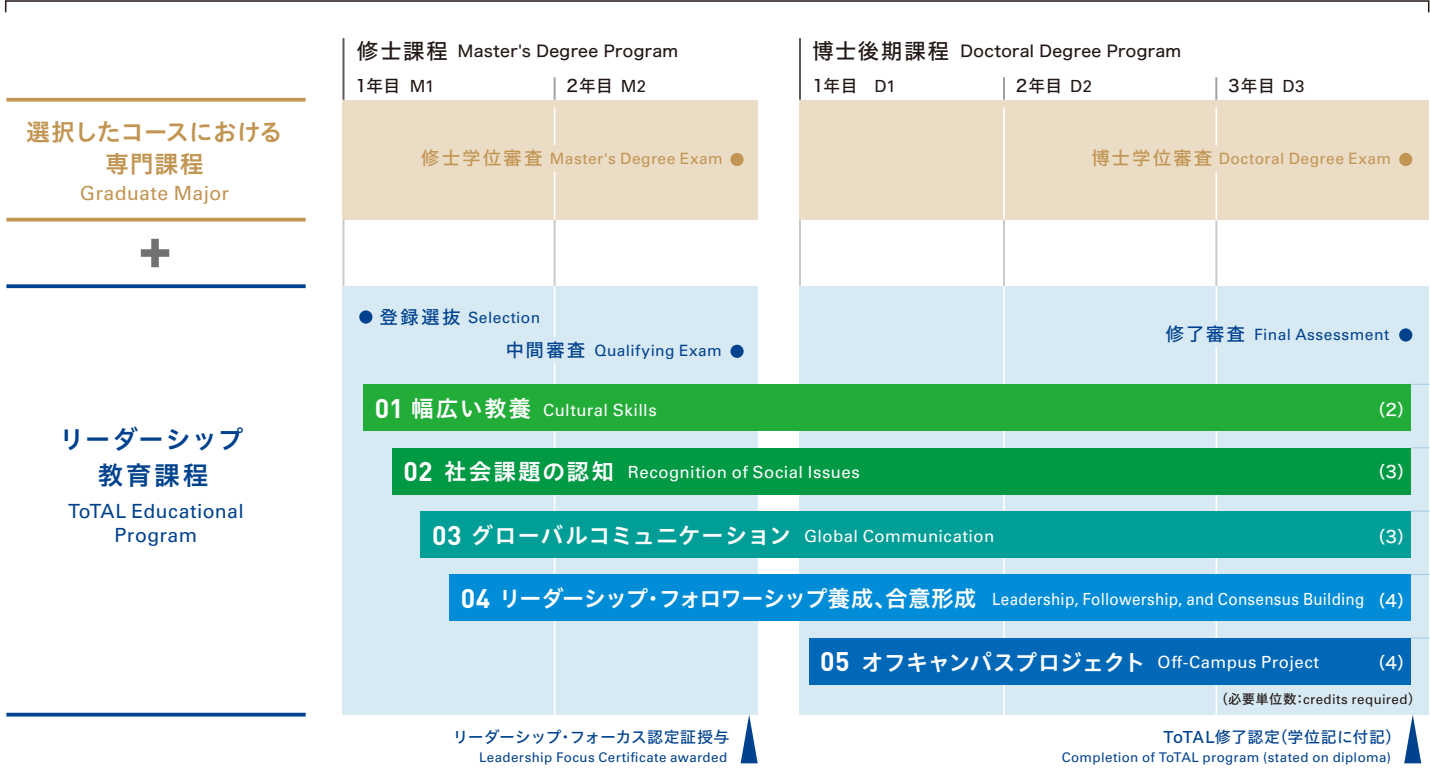 修士課程 Master's Degree Program
博士後期課程 Doctoral Degree Program
1年目 M1
2年目 M2
1年目 D1
2年目 D2
3年目 D3
選択したコースにおける
専門課程
Graduate Major
修士学位審査 Master's Degree Exam
博士学位審査 Doctoral Degree Exam
+
リーダーシップ
教育課程
ToTAL Educational
Program
登録選抜 Selection
中間審査 Qualifying Exam
修了審査 Final Assessment
01 幅広い教養 Cultural Skills (2)
02 社会課題の認知 Recognition of Social Issues (3)
03 グローバルコミュニケーション Global Communication (3)
04 リーダーシップ・フォロワーシップ養成、合意形成 Leadership, Followership, and Consensus Building (4)
05 オフキャンパスプロジェクト Off-Campus Project (4)
(必要単位数:credits required)
リーダーシップ・フォーカス認定証授与
Leadership Focus Certificate awarded
ToTAL修了認定(学位記に付記)
Completion of ToTAL program (stated on diploma)